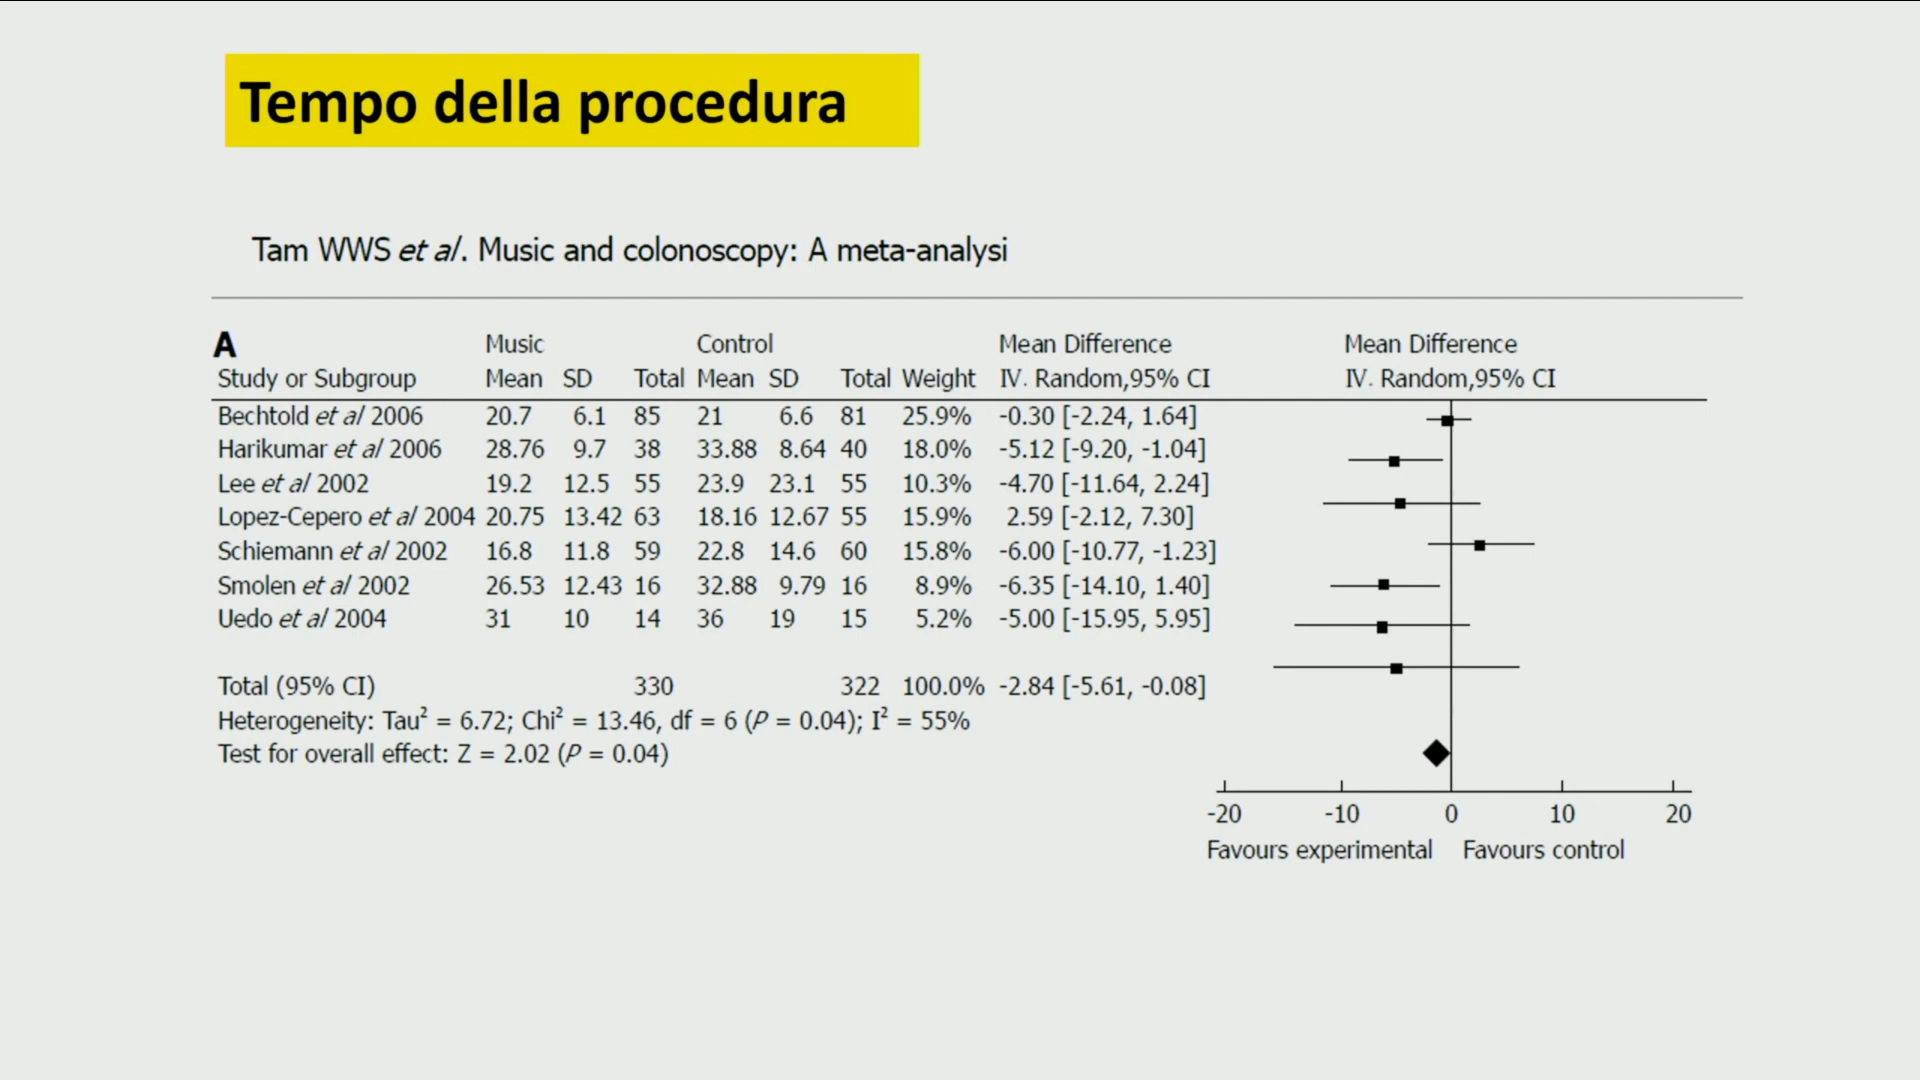 Tempo della procedura
Tam WWS et al. Music and colonoscopy: A meta-analysi
A Music Control Mean Difference Mean Difference
Study or Subgroup Mean SD Total Mean SD Total Weight IV. Random,95% CI IV. Random,95% CI
Bechtold et al 2006 20.7 6.1 85 21 6.6 81 25.9% -0.30 [-2.24, 1.64]
Harikumar et al 2006 28.76 9.7 38 33.88 8.64 40 18.0% -5.12 [-9.20, -1.04]
Lee et al 2002 19.2 12.5 55 23.9 23.1 55 10.3% -4.70 [-11.64, 2.24]
Lopez-Cepero et al 2004 20.75 13.42 63 18.16 12.67 55 15.9% 2.59 [-2.12, 7.30]
Schiemann et al 2002 16.8 11.8 59 22.8 14.6 60 15.8% -6.00 [-10.77, -1.23]
Smolen et al 2002 26.53 12.43 16 32.88 9.79 16 8.9% -6.35 [-14.10, 1.40]
Uedo et al 2004 31 10 14 36 19 15 5.2% -5.00 [-15.95, 5.95]
Total (95% CI) 330 322 100.0% -2.84 [-5.61, -0.08]
Heterogeneity: Tau² = 6.72; Chi² = 13.46, df = 6 (P = 0.04); I² = 55%
Test for overall effect: Z = 2.02 (P = 0.04)
-20 -10 0 10 20
Favours experimental Favours control